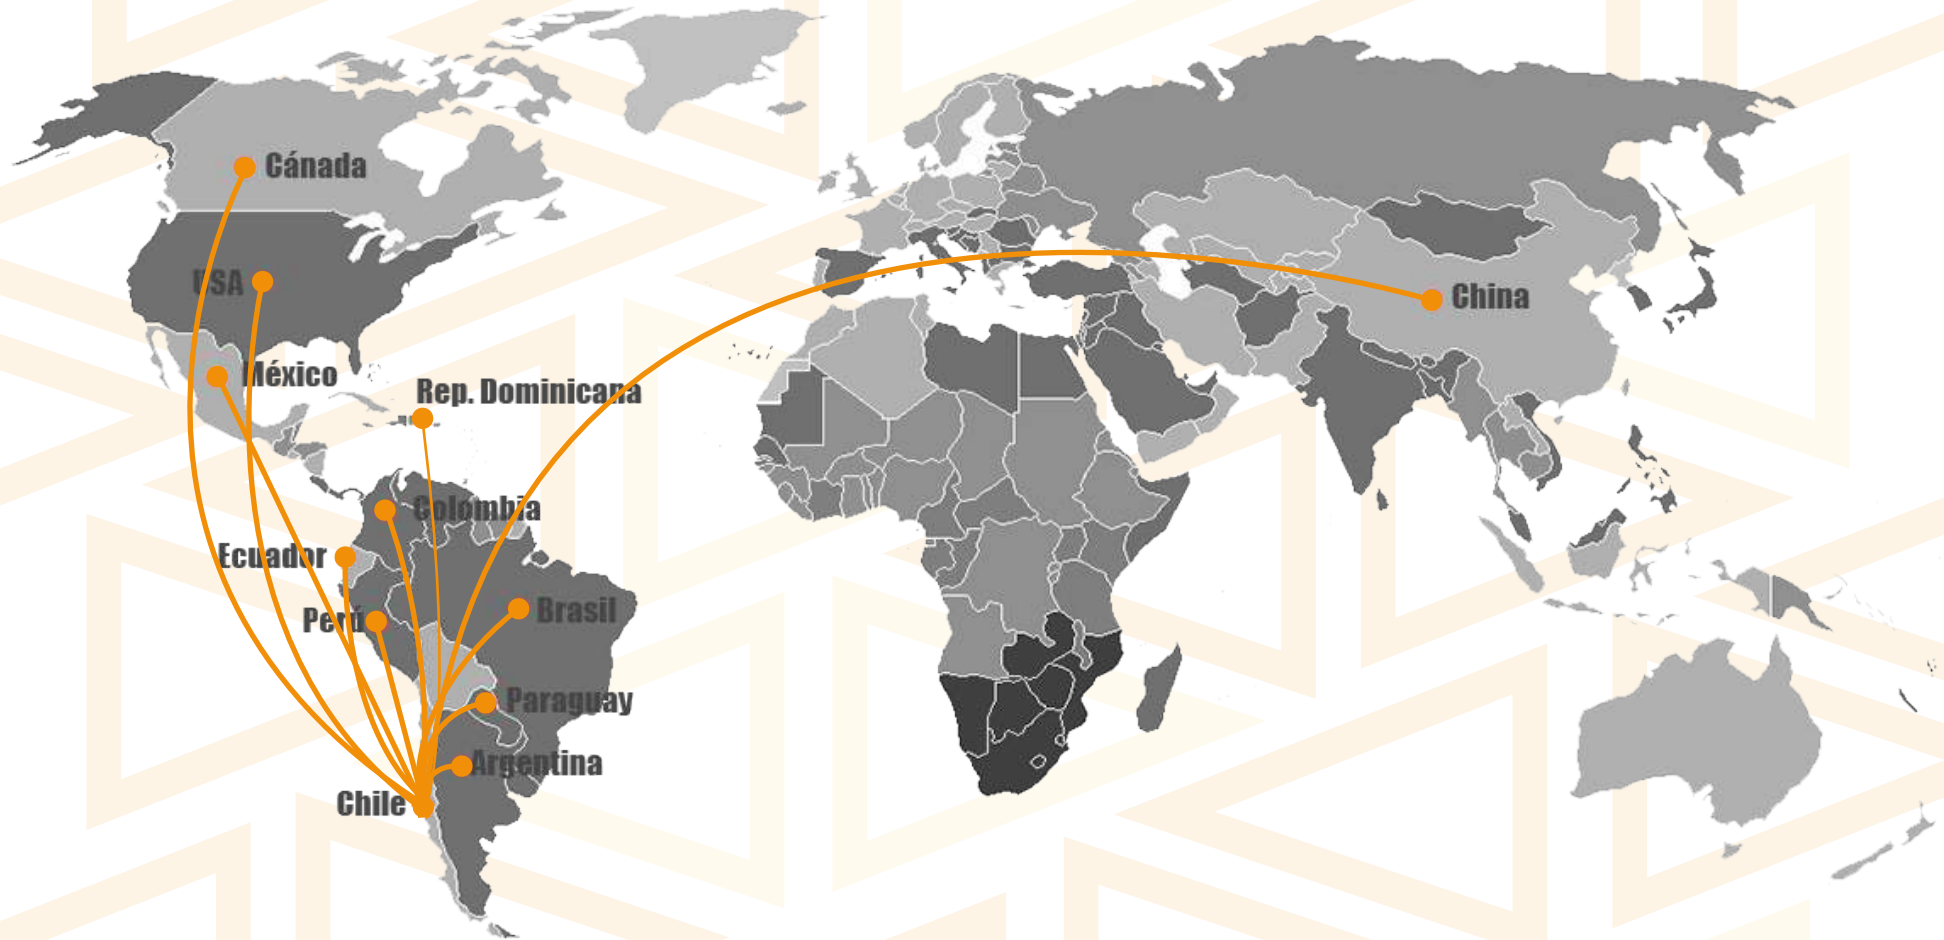 Cánada
USA
China
México
Rep. Dominicana
Colombia
Ecuador
Brasil
Perú
Paraguay
Argentina
Chile